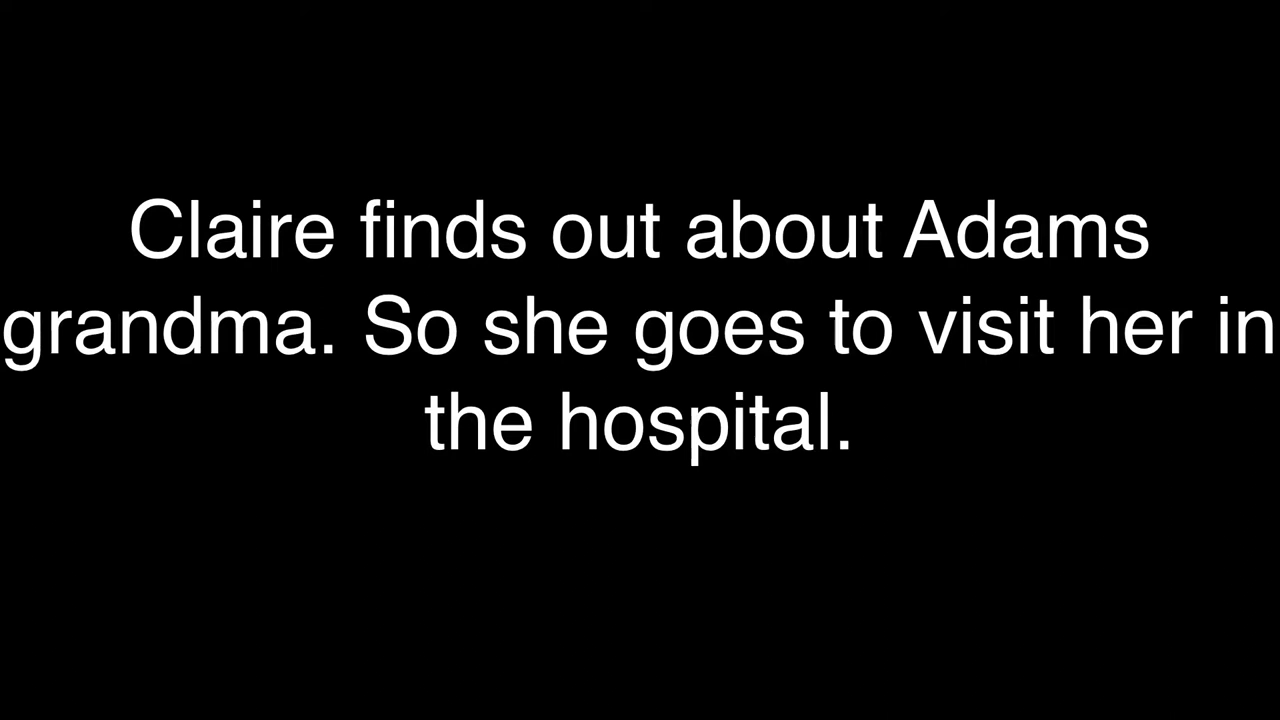 Claire finds out about Adams
grandma. So she goes to visit her in
the hospital.